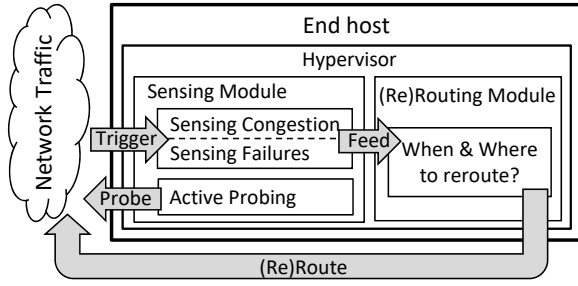 End host
Hypervisor
Network Traffic
Sensing Module
(Re)Routing Module
Trigger
Sensing Congestion
Sensing Failures
Feed
When & Where
to reroute?
Probe
Active Probing
(Re)Route